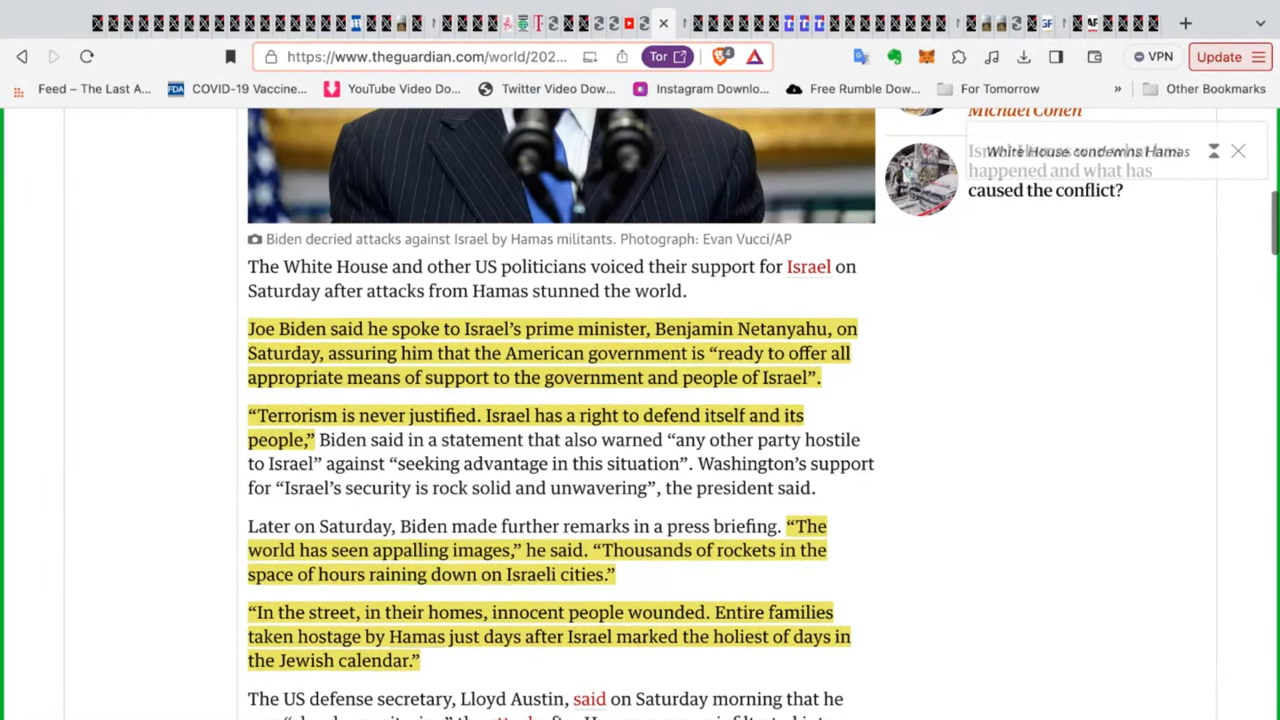 https://www.theguardian.com/world/202...
Tor
4
VPN
Update
Feed – The Last A...
FDA
COVID-19 Vaccine...
YouTube Video Do...
Twitter Video Dow...
Instagram Downlo...
Free Rumble Dow...
For Tomorrow
»
Other Bookmarks
Michael Cohen
White House condemns Hamas
happened and what has
caused the conflict?
Biden decried attacks against Israel by Hamas militants. Photograph: Evan Vucci/AP
The White House and other US politicians voiced their support for Israel on
Saturday after attacks from Hamas stunned the world.
Joe Biden said he spoke to Israel’s prime minister, Benjamin Netanyahu, on
Saturday, assuring him that the American government is “ready to offer all
appropriate means of support to the government and people of Israel”.
“Terrorism is never justified. Israel has a right to defend itself and its
people,” Biden said in a statement that also warned “any other party hostile
to Israel” against “seeking advantage in this situation”. Washington’s support
for “Israel’s security is rock solid and unwavering”, the president said.
Later on Saturday, Biden made further remarks in a press briefing. “The
world has seen appalling images,” he said. “Thousands of rockets in the
space of hours raining down on Israeli cities.”
“In the street, in their homes, innocent people wounded. Entire families
taken hostage by Hamas just days after Israel marked the holiest of days in
the Jewish calendar.”
The US defense secretary, Lloyd Austin, said on Saturday morning that he